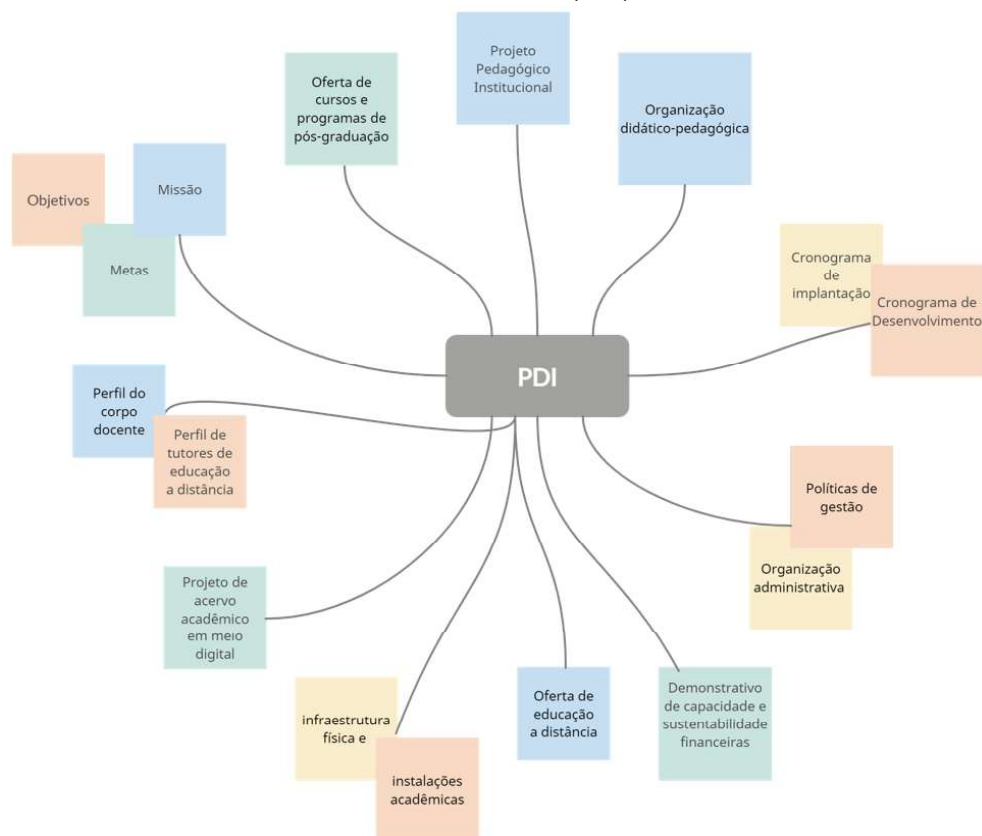 Projeto
Pedagógico
Institucional
Oferta de
cursos e
programas de
pós-graduação
Organização
didático-pedagógica
Objetivos
Missão
Metas
Cronograma
de
implantação
Cronograma de
Desenvolvimento
PDI
Perfil do
corpo
docente
Perfil de
tutores de
educação
a distância
Políticas de
gestão
Organização
administrativa
Projeto de
acervo
acadêmico
em meio
digital
infraestrutura
física e
instalações
acadêmicas
Oferta de
educação
a distância
Demonstrativo
de capacidade e
sustentabilidade
financeiras